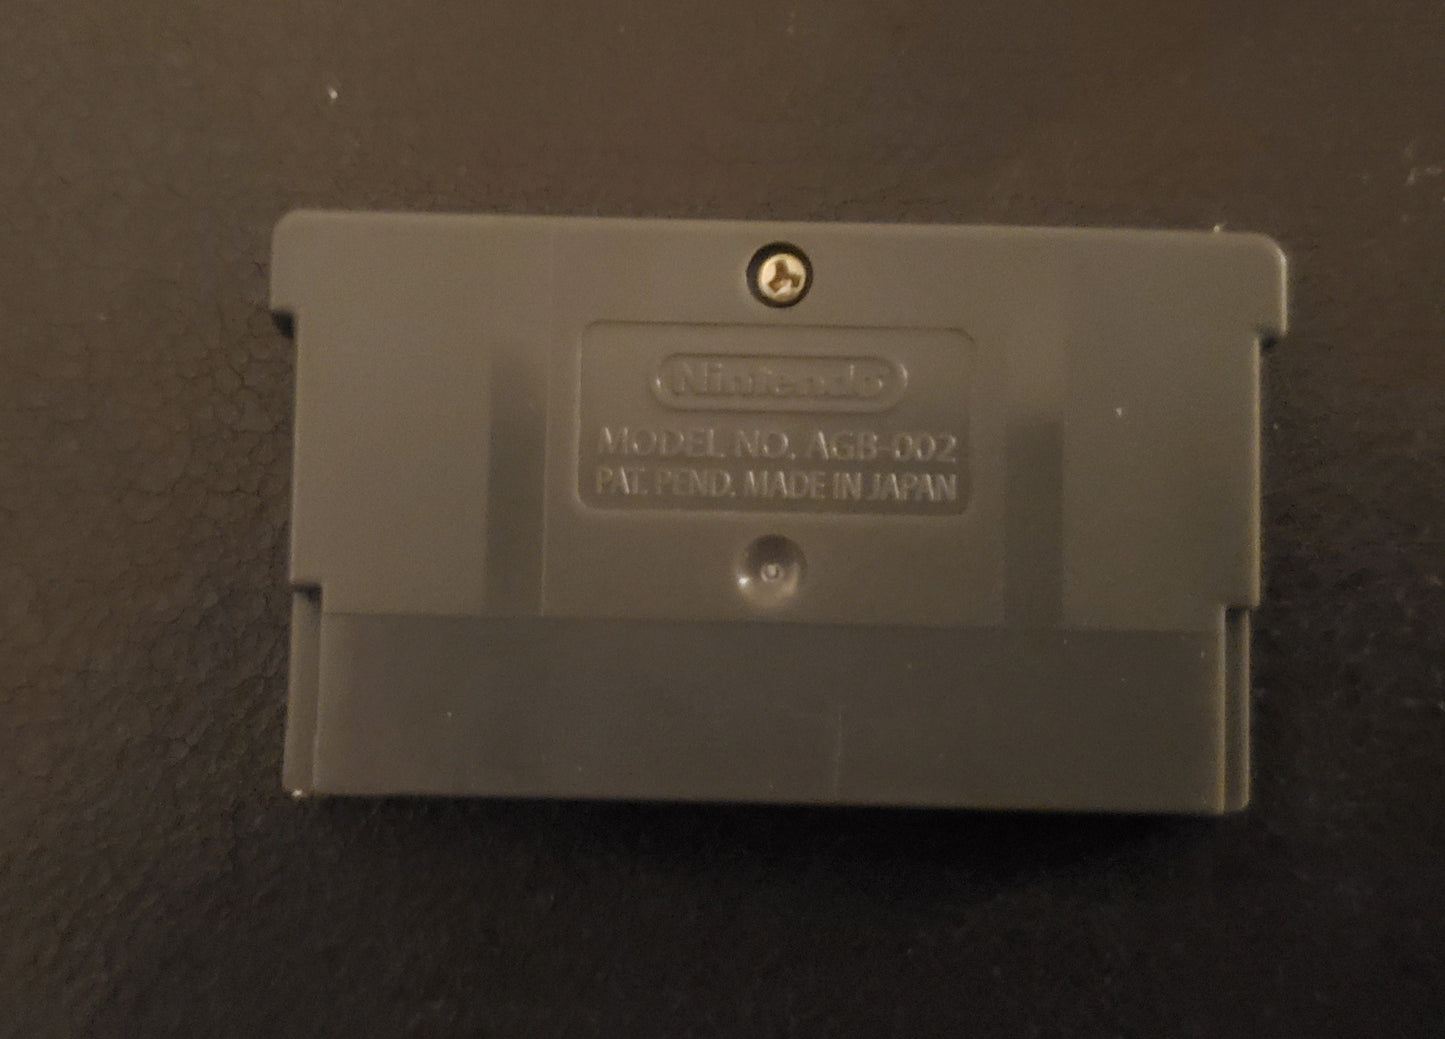 Nintendo
MODEL NO. AGB-002
PAT. PEND. MADE IN JAPAN